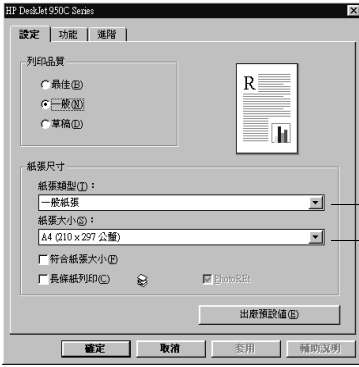 HP DeskJet 950C Series
設定 功能 進階
列印品質
最佳(B)
一般(N)
草稿(D)
R
紙張尺寸
紙張類型(T)：
一般紙張
紙張大小(S)：
A4 (210 x 297 公釐)
符合紙張大小(F)
長條紙列印(C) PhotoREt
出廠預設值(E)
確定 取消 套用 輔助說明